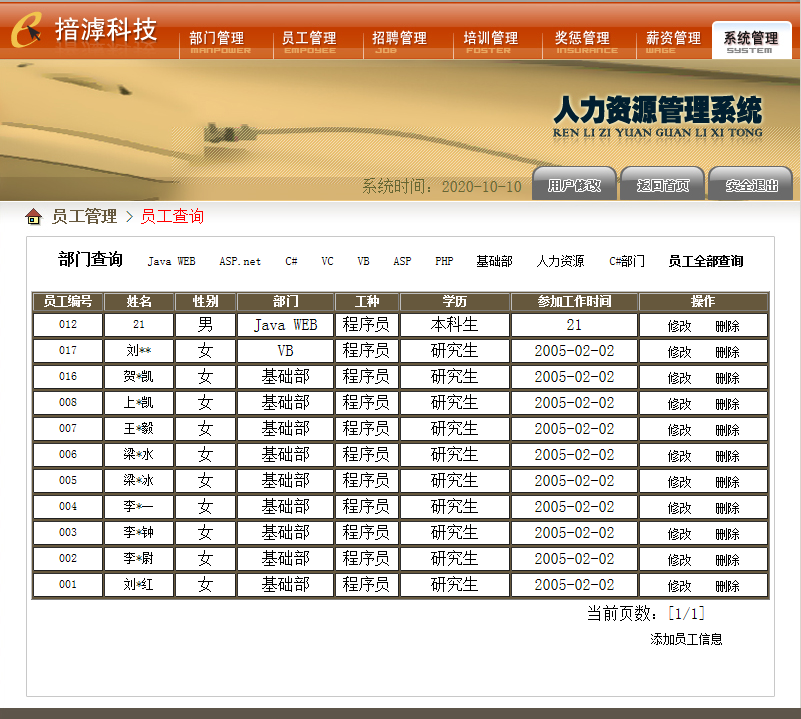 掊滹科技
部门管理 员工管理 招聘管理 培训管理 奖惩管理 薪资管理 系统管理
MANPOWER EMPOYEE JOB FOSTER INSURANCE WAGE SYSTEM
人力资源管理系统
REN LI ZI YUAN GUAN LI XI TONG
系统时间：2020-10-10 用户修改 返回首页 安全退出
员工管理 > 员工查询
部门查询 Java WEB ASP.net C# VC VB ASP PHP 基础部 人力资源 C#部门 员工全部查询
员工编号 姓名 性别 部门 工种 学历 参加工作时间 操作
012 21 男 Java WEB 程序员 本科生 21 修改 删除
017 刘** 女 VB 程序员 研究生 2005-02-02 修改 删除
016 贺*凯 女 基础部 程序员 研究生 2005-02-02 修改 删除
008 上*凯 女 基础部 程序员 研究生 2005-02-02 修改 删除
007 王*毅 女 基础部 程序员 研究生 2005-02-02 修改 删除
006 梁*水 女 基础部 程序员 研究生 2005-02-02 修改 删除
005 梁*冰 女 基础部 程序员 研究生 2005-02-02 修改 删除
004 李*一 女 基础部 程序员 研究生 2005-02-02 修改 删除
003 李*钟 女 基础部 程序员 研究生 2005-02-02 修改 删除
002 李*尉 女 基础部 程序员 研究生 2005-02-02 修改 删除
001 刘*红 女 基础部 程序员 研究生 2005-02-02 修改 删除
当前页数：[1/1]
添加员工信息